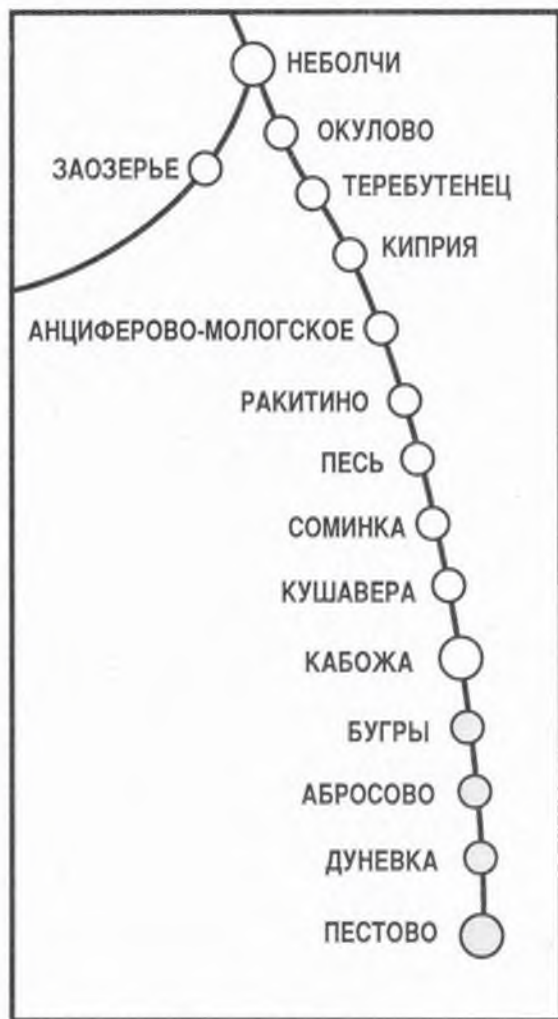 НЕБОЛЧИ
ОКУЛОВО
ЗАОЗЕРЬЕ
ТЕРЕБУТЕНЕЦ
КИПРИЯ
АНЦИФЕРОВО-МОЛОГСКОЕ
РАКИТИНО
ПЕСЬ
СОМИНКА
КУШАВЕРА
КАБОЖА
БУГРЫ
АБРОСОВО
ДУНЕВКА
ПЕСТОВО